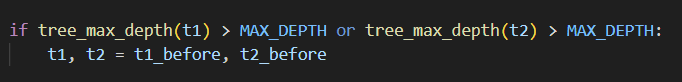 if tree_max_depth(t1) > MAX_DEPTH or tree_max_depth(t2) > MAX_DEPTH:
    t1, t2 = t1_before, t2_before